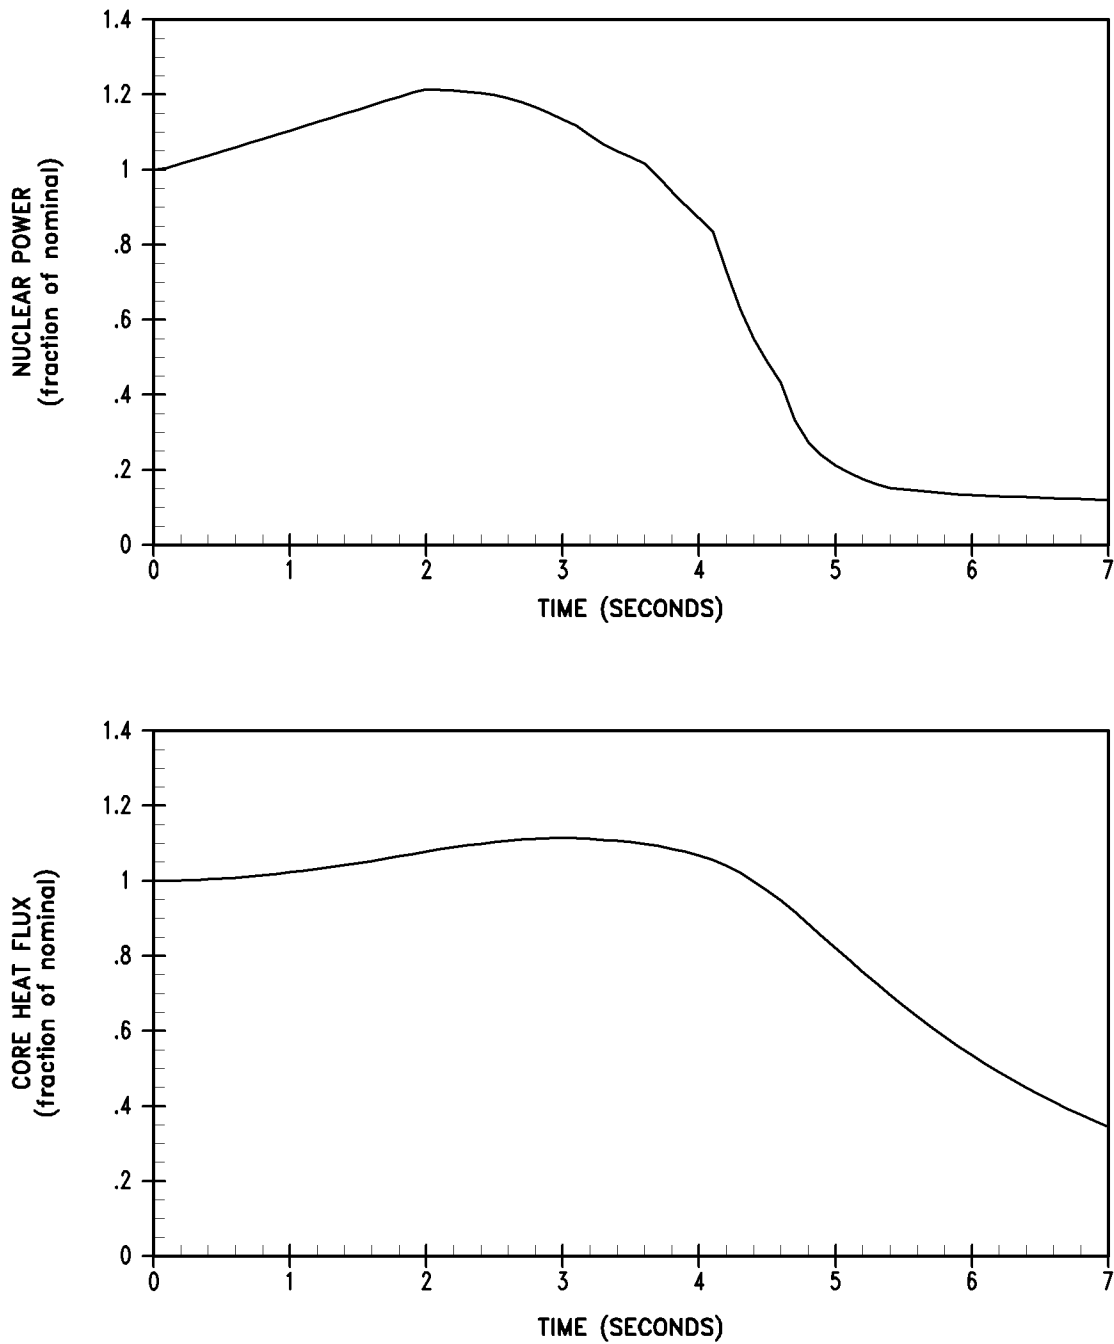 1.4
1.2
1
.8
.6
.4
.2
0
NUCLEAR POWER
(fraction of nominal)
0 1 2 3 4 5 6 7
TIME (SECONDS)
1.4
1.2
1
.8
.6
.4
.2
0
CORE HEAT FLUX
(fraction of nominal)
0 1 2 3 4 5 6 7
TIME (SECONDS)